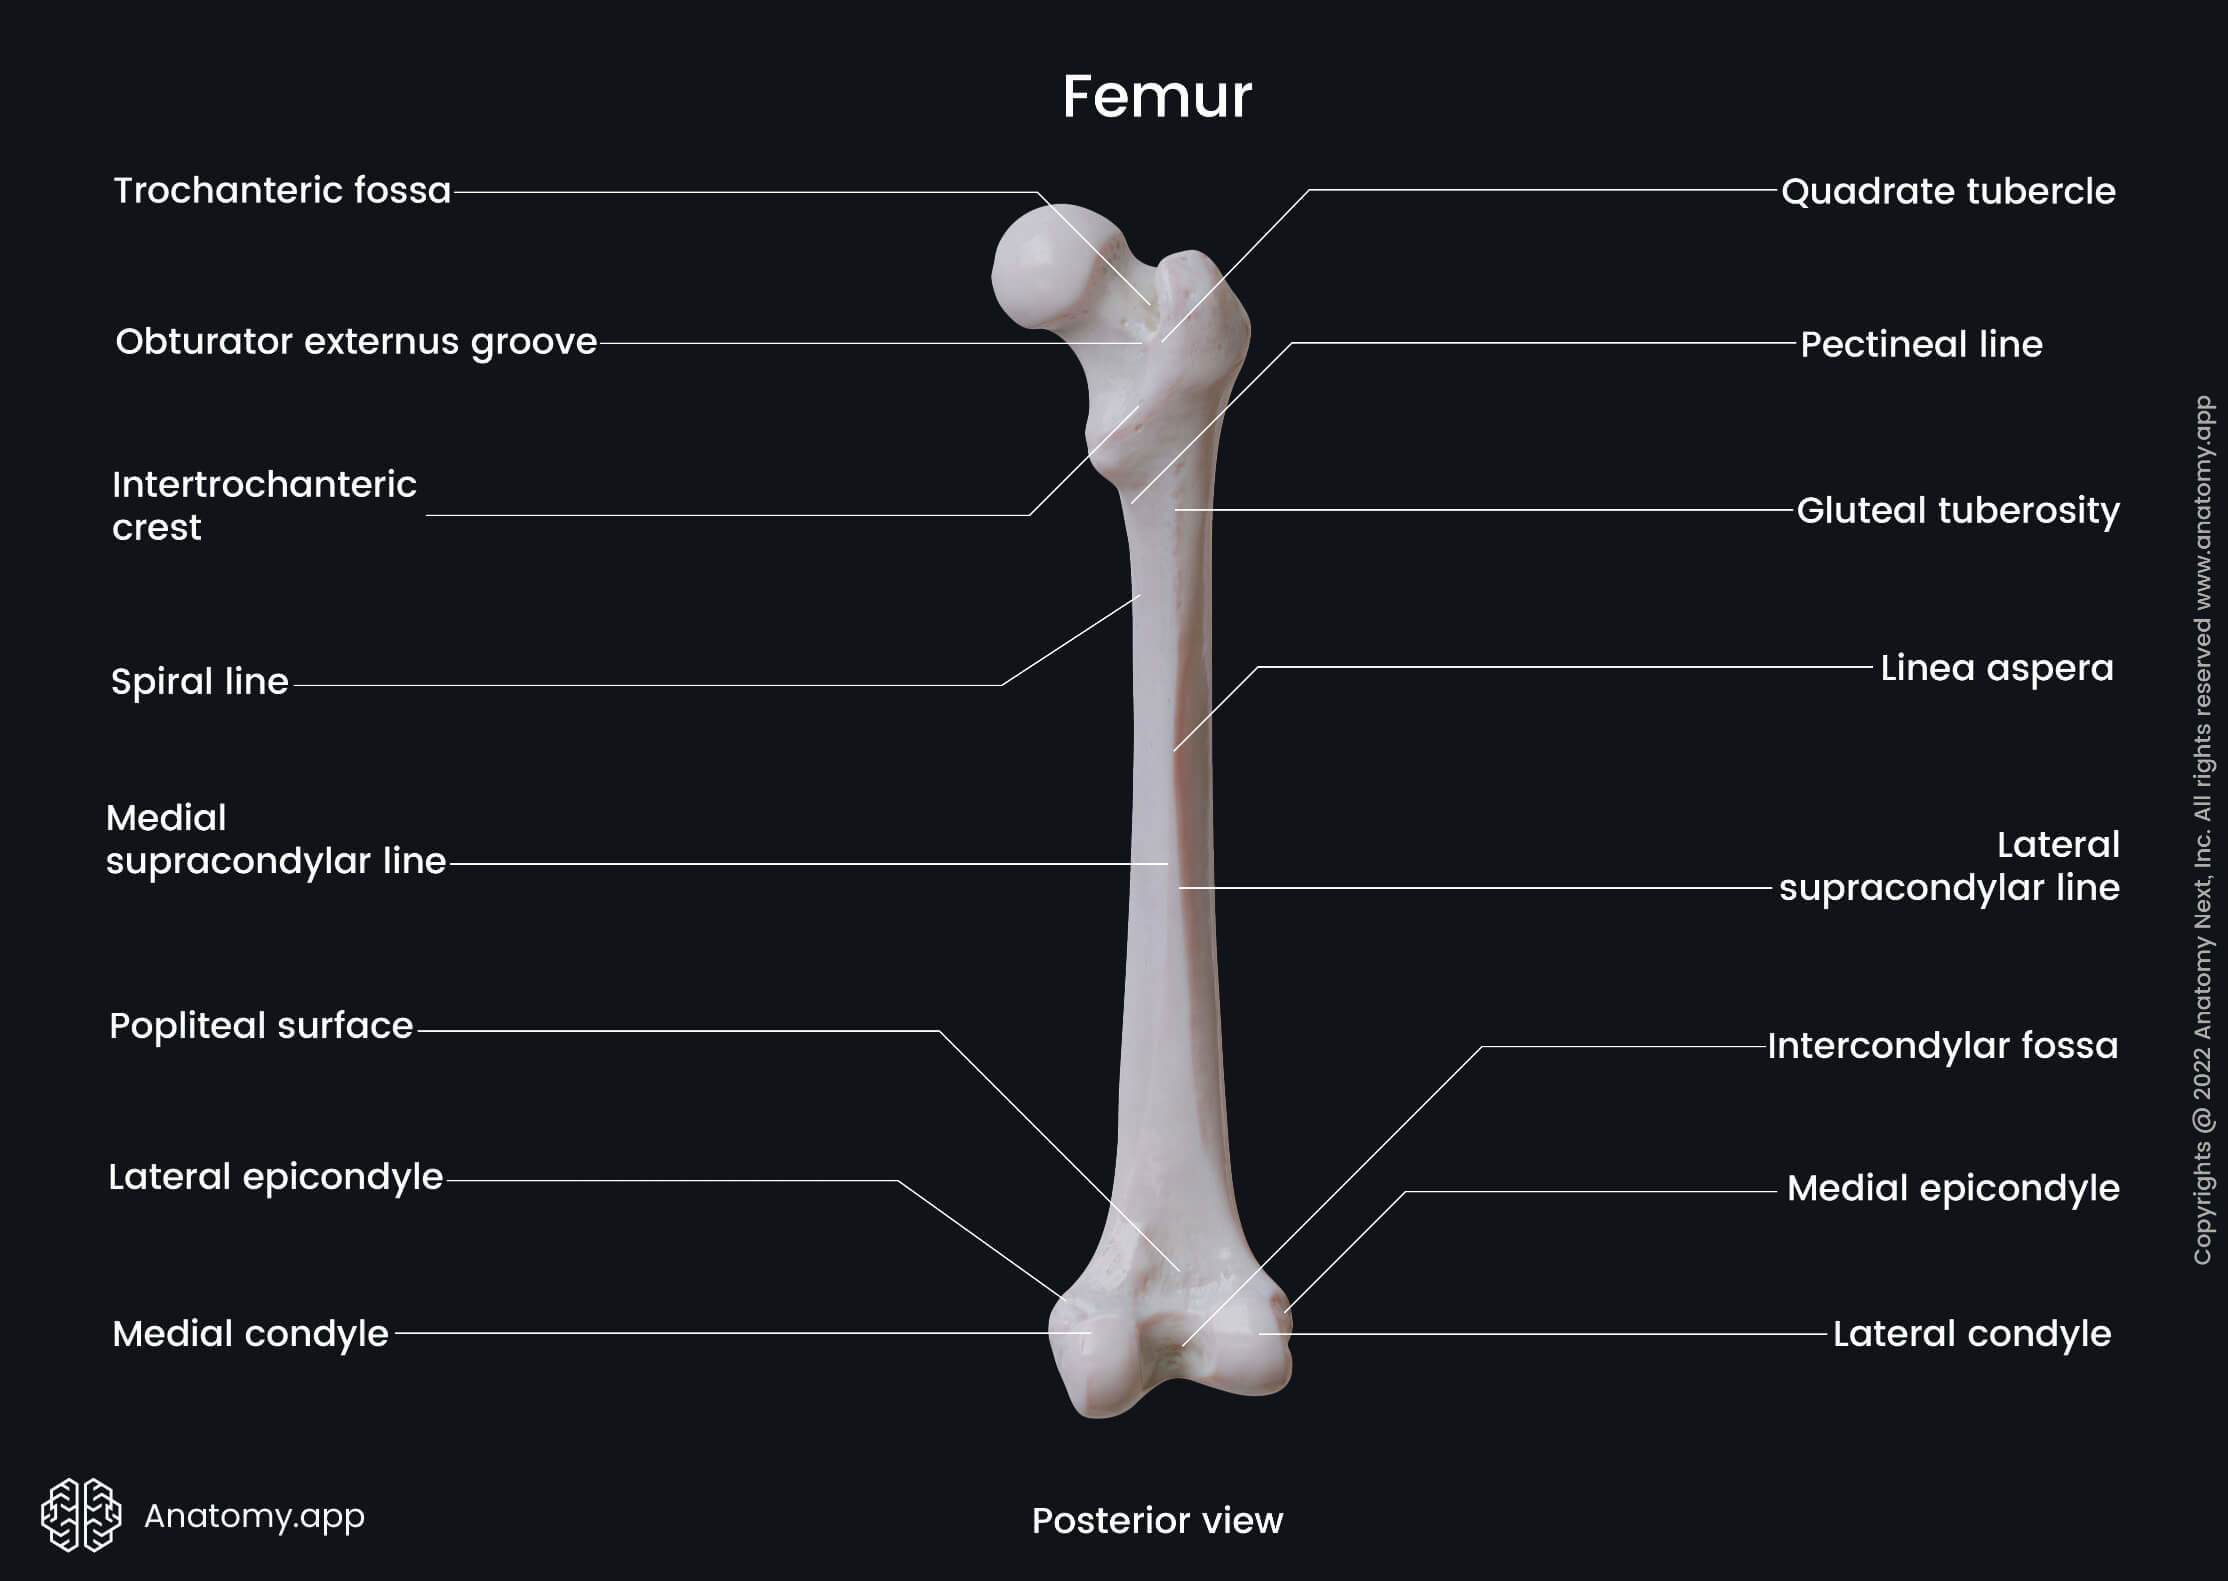 Femur
Trochanteric fossa
Quadrate tubercle
Obturator externus groove
Pectineal line
Intertrochanteric
crest
Gluteal tuberosity
Spiral line
Linea aspera
Medial
supracondylar line
Lateral
supracondylar line
Popliteal surface
Intercondylar fossa
Lateral epicondyle
Medial epicondyle
Medial condyle
Lateral condyle
Anatomy.app
Posterior view
Copyrights @ 2022 Anatomy Next, Inc. All rights reserved www.anatomy.app